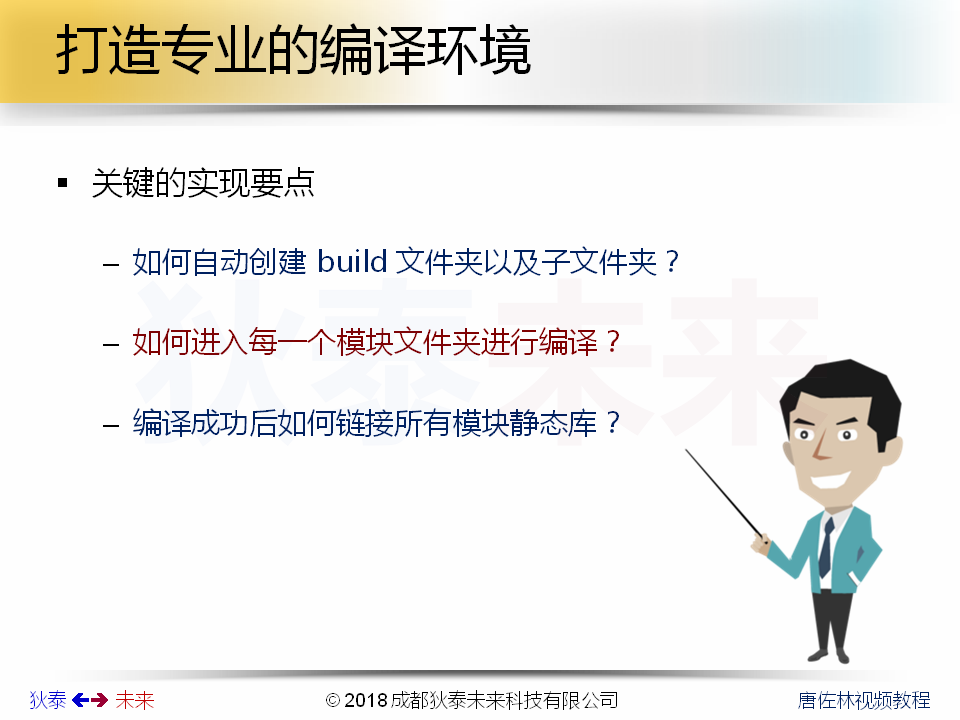 打造专业的编译环境
关键的实现要点
– 如何自动创建 build 文件夹以及子文件夹？
– 如何进入每一个模块文件夹进行编译？
– 编译成功后如何链接所有模块静态库？
狄泰未来
狄泰 未来
© 2018 成都狄泰未来科技有限公司
唐佐林视频教程